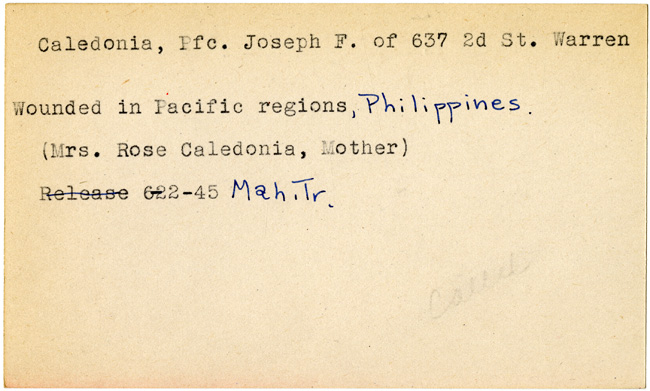 Caledonia, Pfc. Joseph F. of 637 2d St. Warren
Wounded in Pacific regions, Philippines.
(Mrs. Rose Caledonia, Mother)
Release 622-45 Mah. Tr.